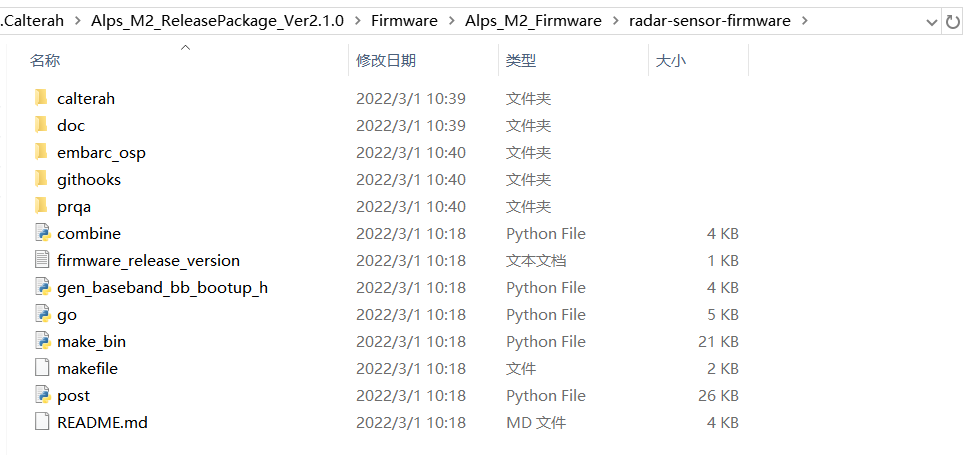 .Calterah > Alps_M2_ReleasePackage_Ver2.1.0 > Firmware > Alps_M2_Firmware > radar-sensor-firmware >
名称 修改日期 类型 大小
calterah 2022/3/1 10:39 文件夹
doc 2022/3/1 10:39 文件夹
embarc_osp 2022/3/1 10:40 文件夹
githooks 2022/3/1 10:40 文件夹
prqa 2022/3/1 10:40 文件夹
combine 2022/3/1 10:18 Python File 4 KB
firmware_release_version 2022/3/1 10:18 文本文档 1 KB
gen_baseband_bb_bootup_h 2022/3/1 10:18 Python File 4 KB
go 2022/3/1 10:18 Python File 5 KB
make_bin 2022/3/1 10:18 Python File 21 KB
makefile 2022/3/1 10:18 文件 2 KB
post 2022/3/1 10:18 Python File 26 KB
README.md 2022/3/1 10:18 MD 文件 4 KB